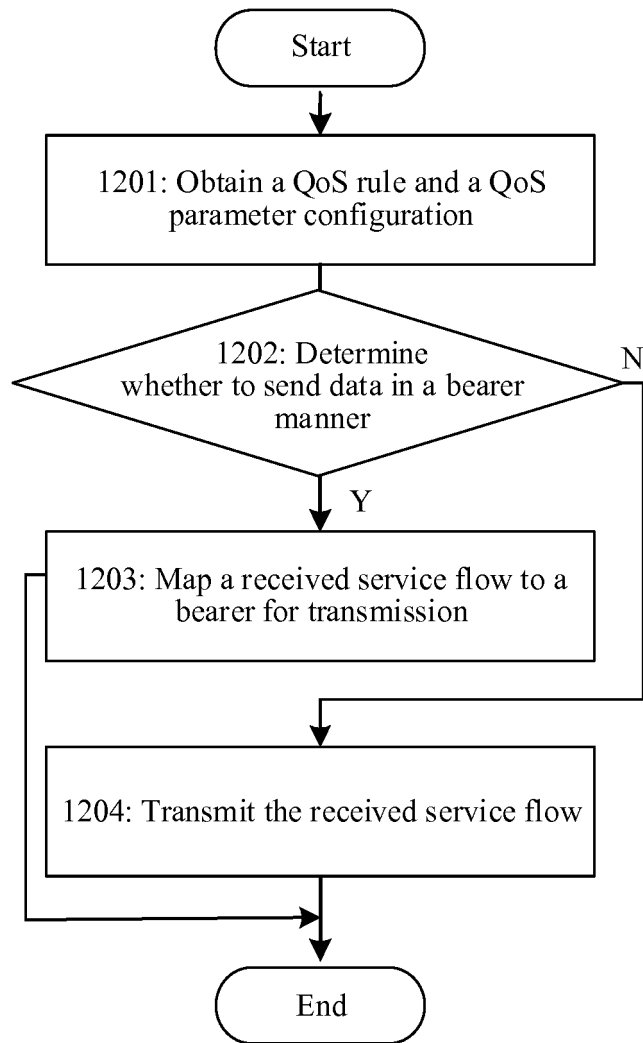 Start
1201: Obtain a QoS rule and a QoS
parameter configuration
1202: Determine
whether to send data in a bearer
manner
N
Y
1203: Map a received service flow to a
bearer for transmission
1204: Transmit the received service flow
End